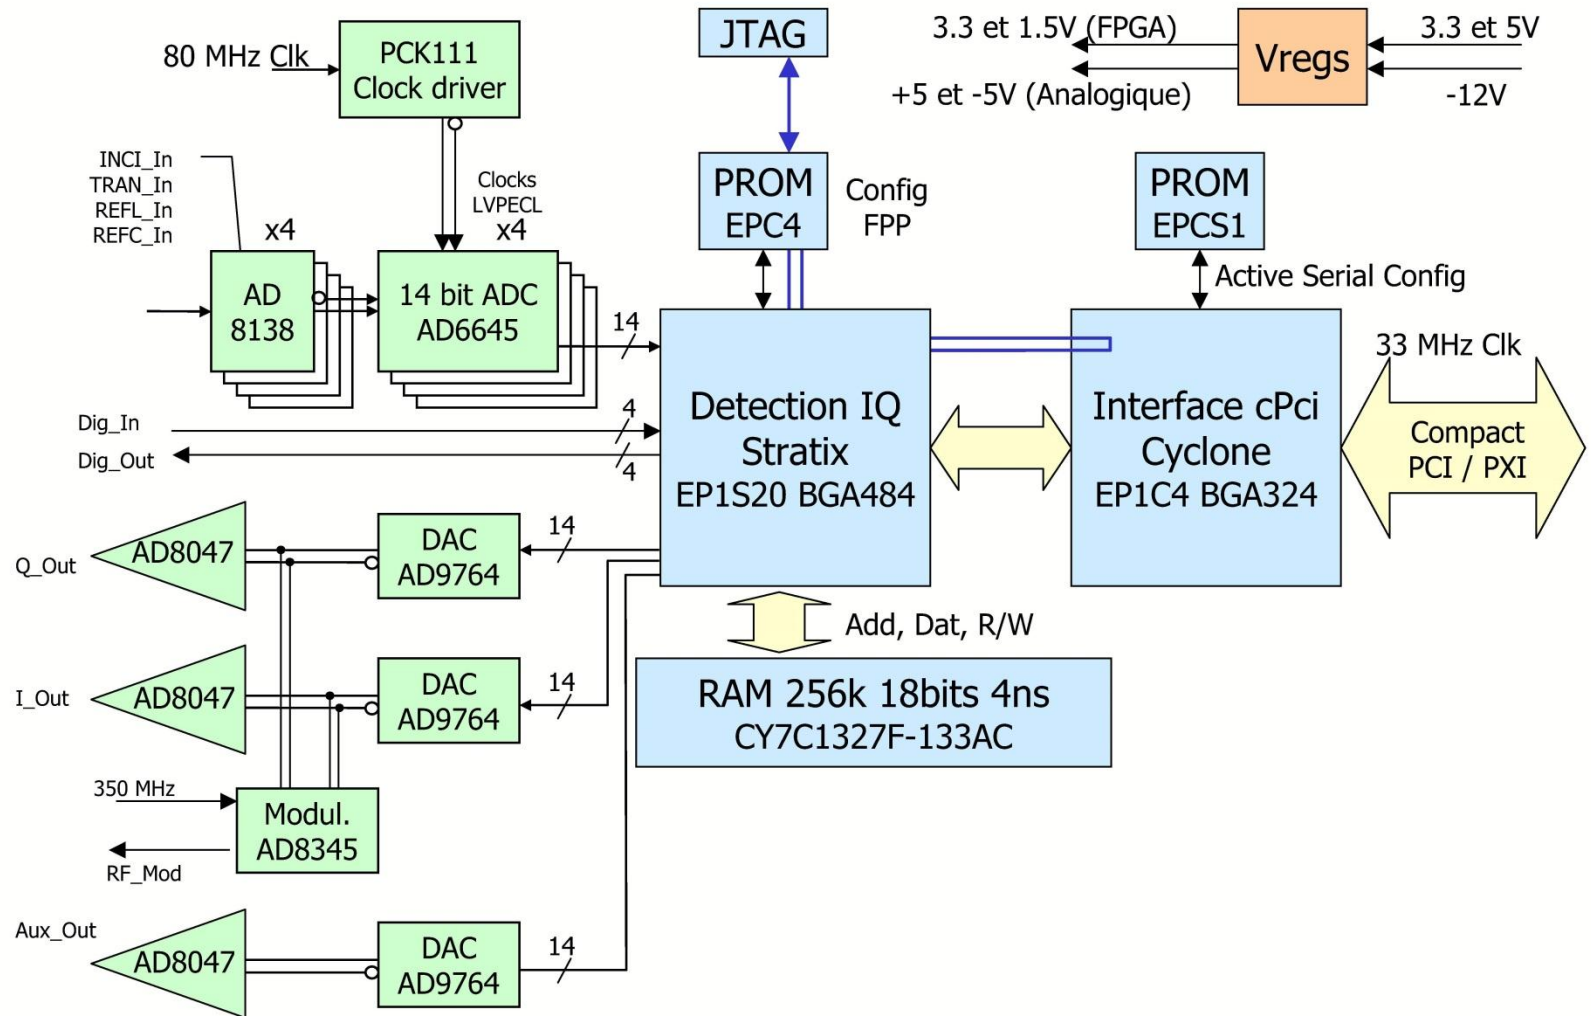 80 MHz Clk
PCK111
Clock driver
JTAG
3.3 et 1.5V (FPGA)
+5 et -5V (Analogique)
Vregs
3.3 et 5V
-12V
INCI_In
TRAN_In
REFL_In
REFC_In
x4
Clocks
LVPECL
x4
PROM
EPC4
Config
FPP
PROM
EPCS1
Active Serial Config
AD
8138
14 bit ADC
AD6645
14
Dig_In
4
Dig_Out
4
Detection IQ
Stratix
EP1S20 BGA484
Interface cPci
Cyclone
EP1C4 BGA324
33 MHz Clk
Compact
PCI / PXI
Q_Out
AD8047
DAC
AD9764
14
Add, Dat, R/W
I_Out
AD8047
DAC
AD9764
14
RAM 256k 18bits 4ns
CY7C1327F-133AC
350 MHz
Modul.
AD8345
RF_Mod
Aux_Out
AD8047
DAC
AD9764
14